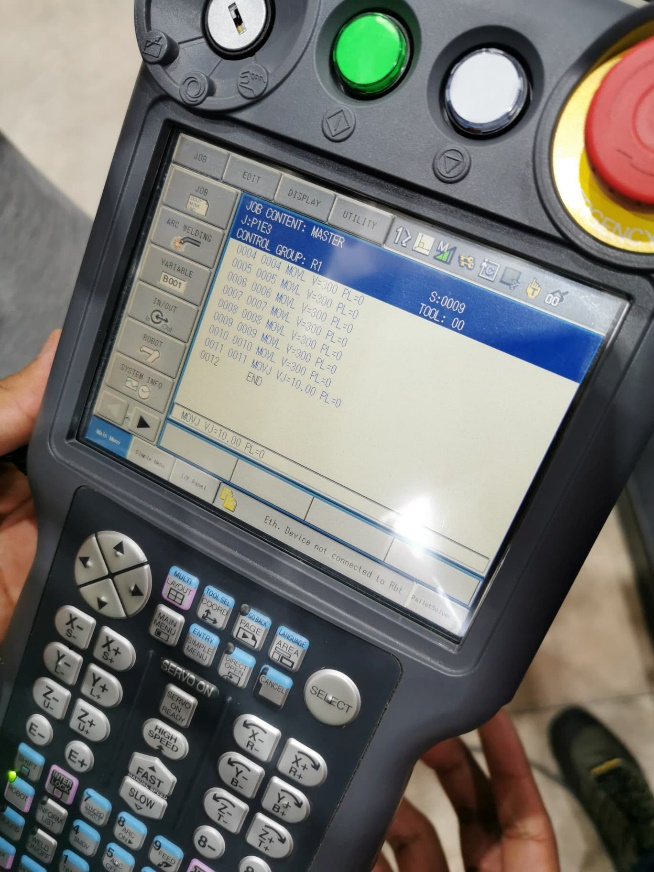 JOB
EDIT
DISPLAY
UTILITY
JOB
ARC WELDING
VARIABLE
B001
IN/OUT
ROBOT
SYSTEM INFO
JOB CONTENT: MASTER
J:P1E3
CONTROL GROUP: R1
S:0009
TOOL: 00
0004 0004 MOVL V=300 PL=0
0005 0005 MOVL V=300 PL=0
0006 0006 MOVL V=300 PL=0
0007 0007 MOVL V=300 PL=0
0008 0008 MOVL V=300 PL=0
0009 0009 MOVL V=300 PL=0
0010 0010 MOVL V=300 PL=0
0011 0011 MOVJ VJ=10.00 PL=0
0012 END
MOVJ VJ=10.00 PL=0
Main Menu
Simple Menu
Eth. Device not connected to Rbt
MULTI
LAYOUT
TOOL SEL
COORD
PAGE
LANGUAGE
AREA
MAIN MENU
ENTRY
SIMPLE MENU
CANCEL
SELECT
SERVO ON
SERVO ON READY
HIGH SPEED
FAST
SLOW
X- S-
X+ S+
Y- L-
Y+ L+
Z- U-
Z+ U+
E-
E+
X- R-
X+ R+
Y- B-
Y+ B+
Z- T-
Z+ T+
8-
7
8
9
4
5